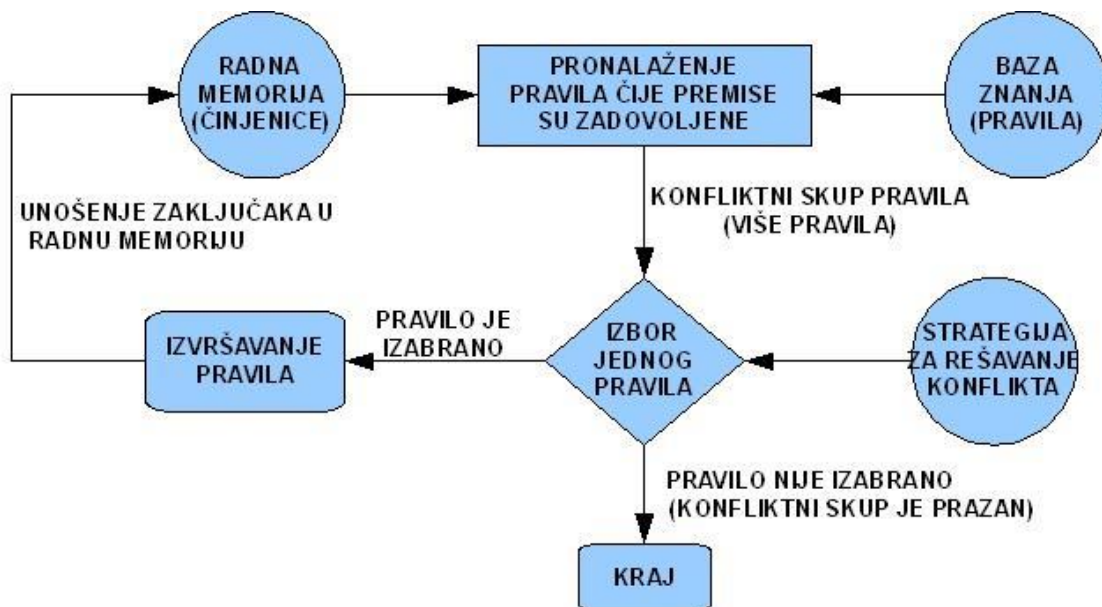 RADNA
MEMORIJA
(ČINJENICE)
PRONALAŽENJE
PRAVILA ČIJE PREMISE
SU ZADOVOLJENE
BAZA
ZNANJA
(PRAVILA)
UNOŠENJE ZAKLJUČAKA U
RADNU MEMORIJU
KONFLIKTNI SKUP PRAVILA
(VIŠE PRAVILA)
IZVRŠAVANJE
PRAVILA
PRAVILO JE
IZABRANO
IZBOR
JEDNOG
PRAVILA
STRATEGIJA
ZA REŠAVANJE
KONFLIKTA
PRAVILO NIJE IZABRANO
(KONFLIKTNI SKUP JE PRAZAN)
KRAJ